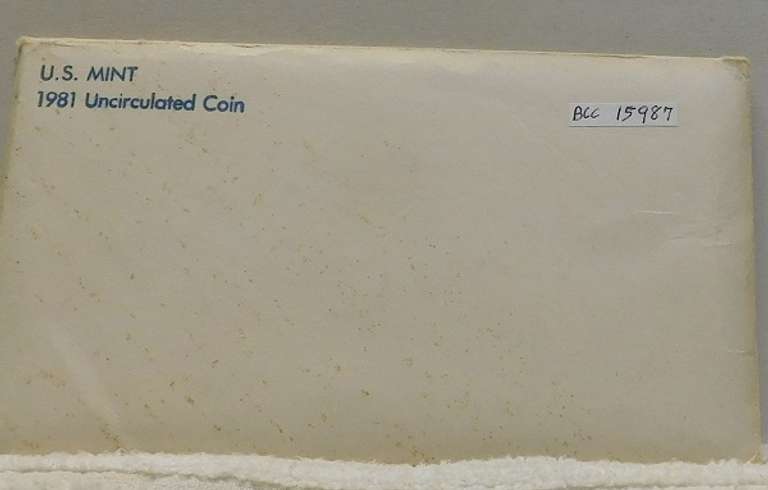 U.S. MINT
1981 Uncirculated Coin
BCC 15987